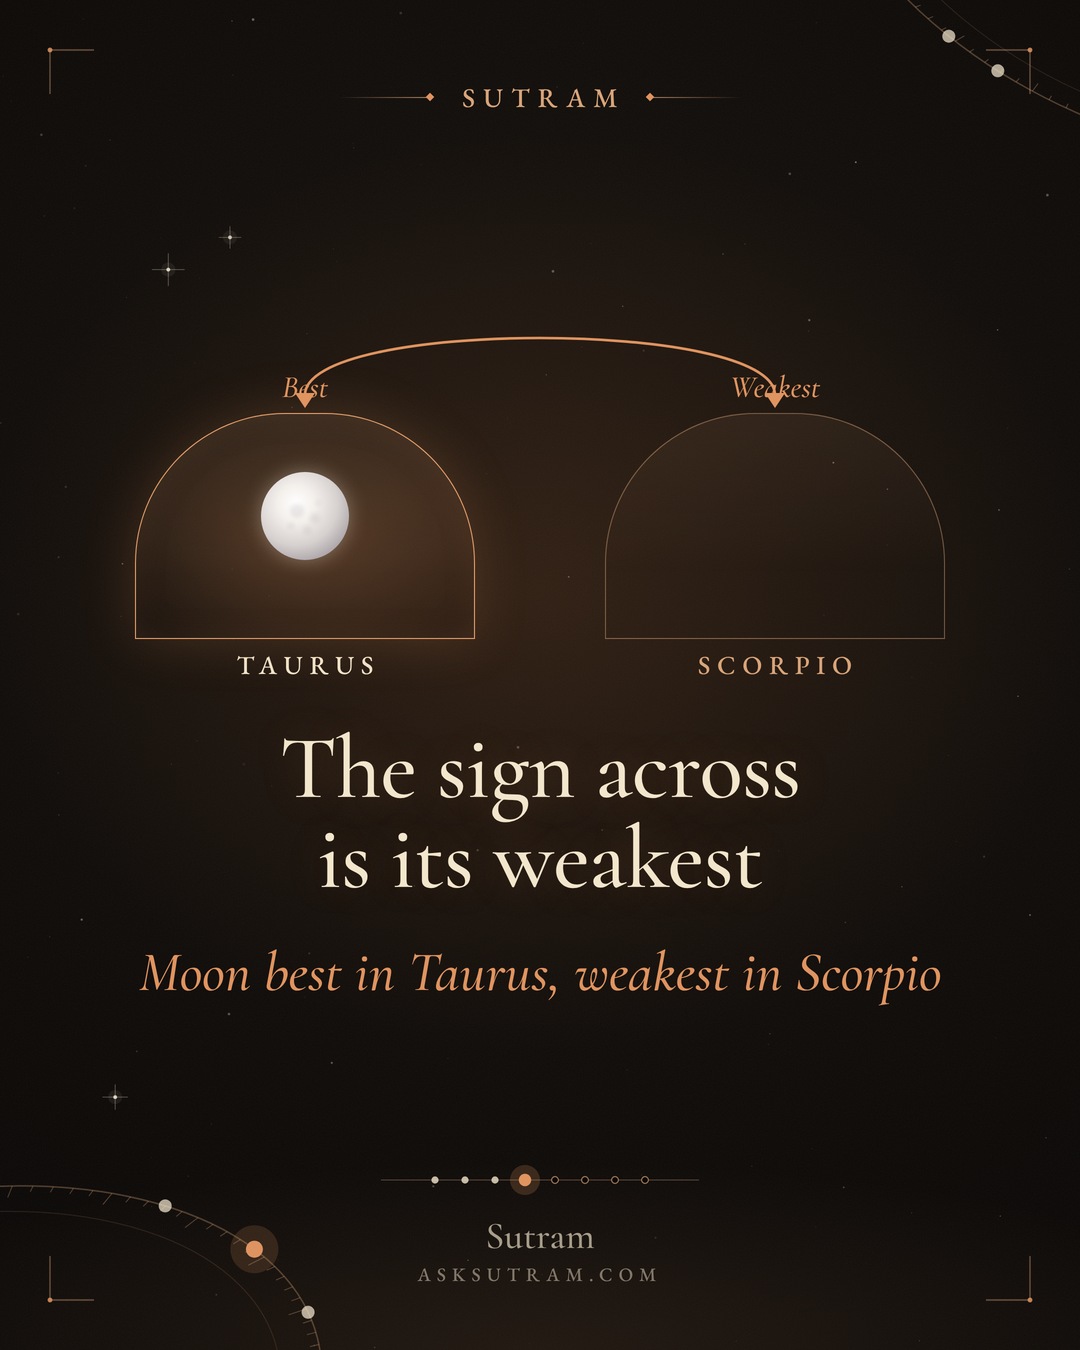 SUTRAM
Best
Weakest
TAURUS
SCORPIO
The sign across
is its weakest
Moon best in Taurus, weakest in Scorpio
Sutram
ASKSUTRAM.COM